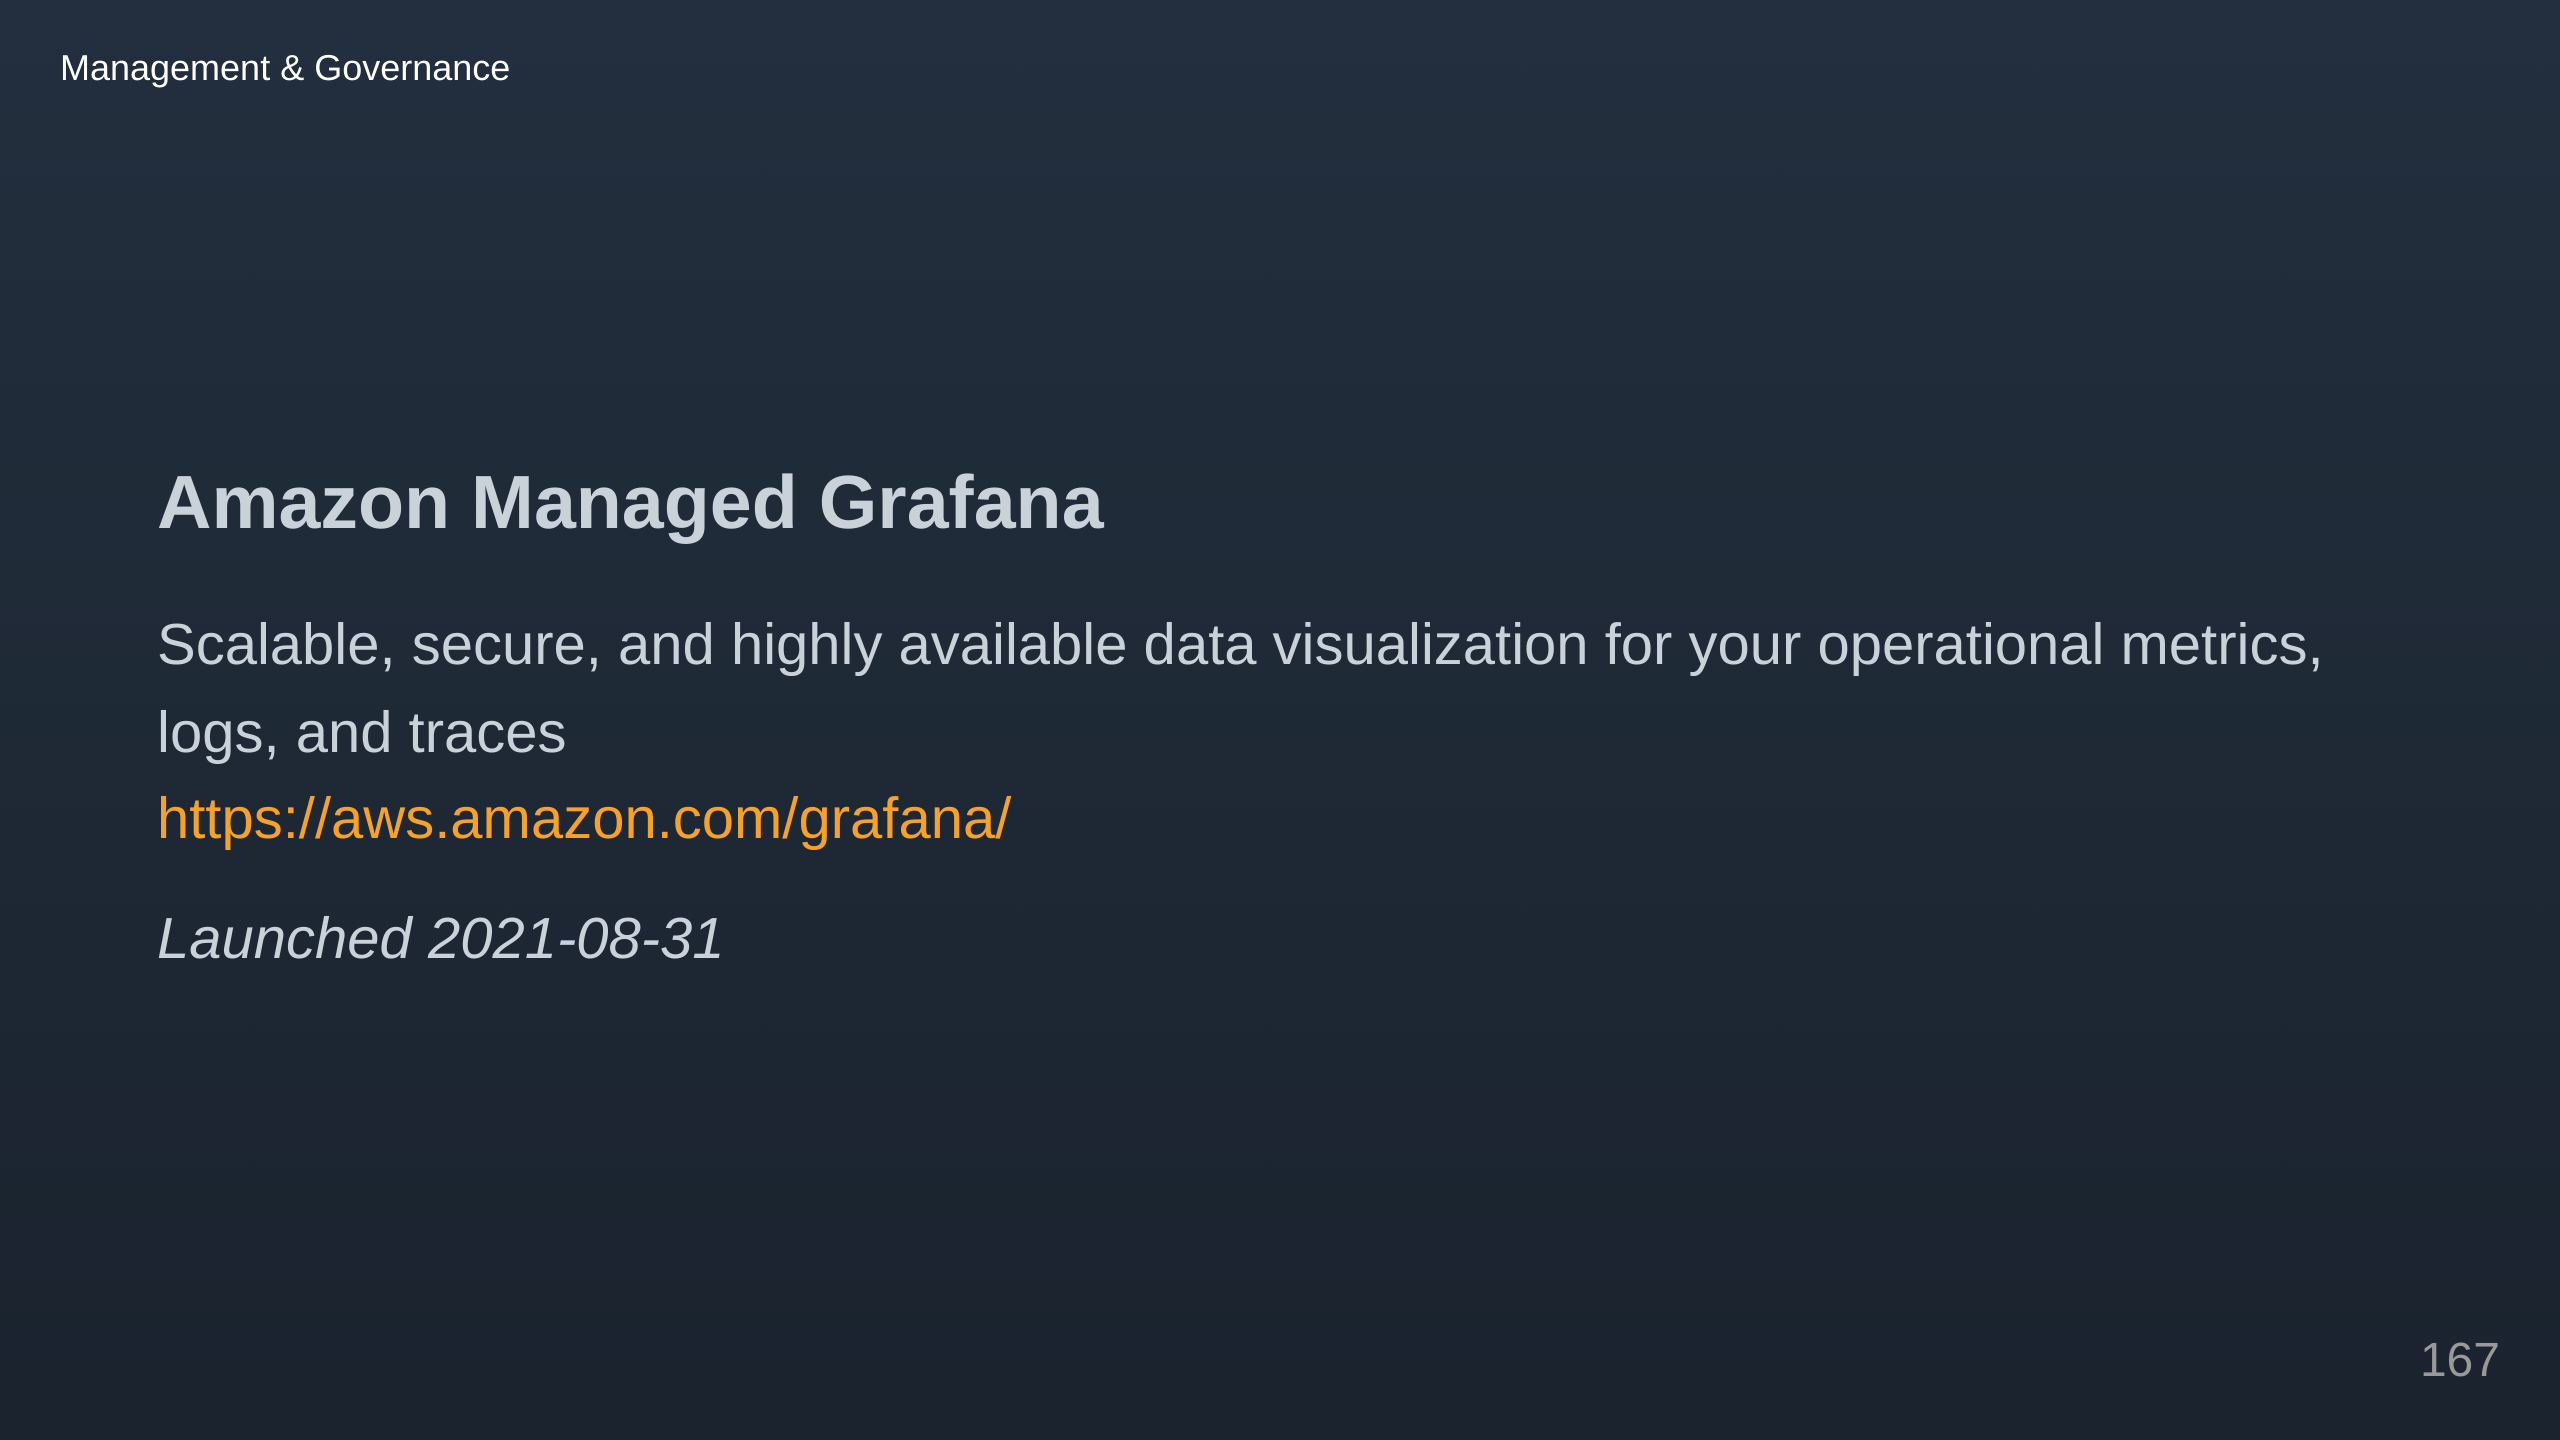 Management & Governance
Amazon Managed Grafana
Scalable, secure, and highly available data visualization for your operational metrics,
logs, and traces
https://aws.amazon.com/grafana/
Launched 2021-08-31
167